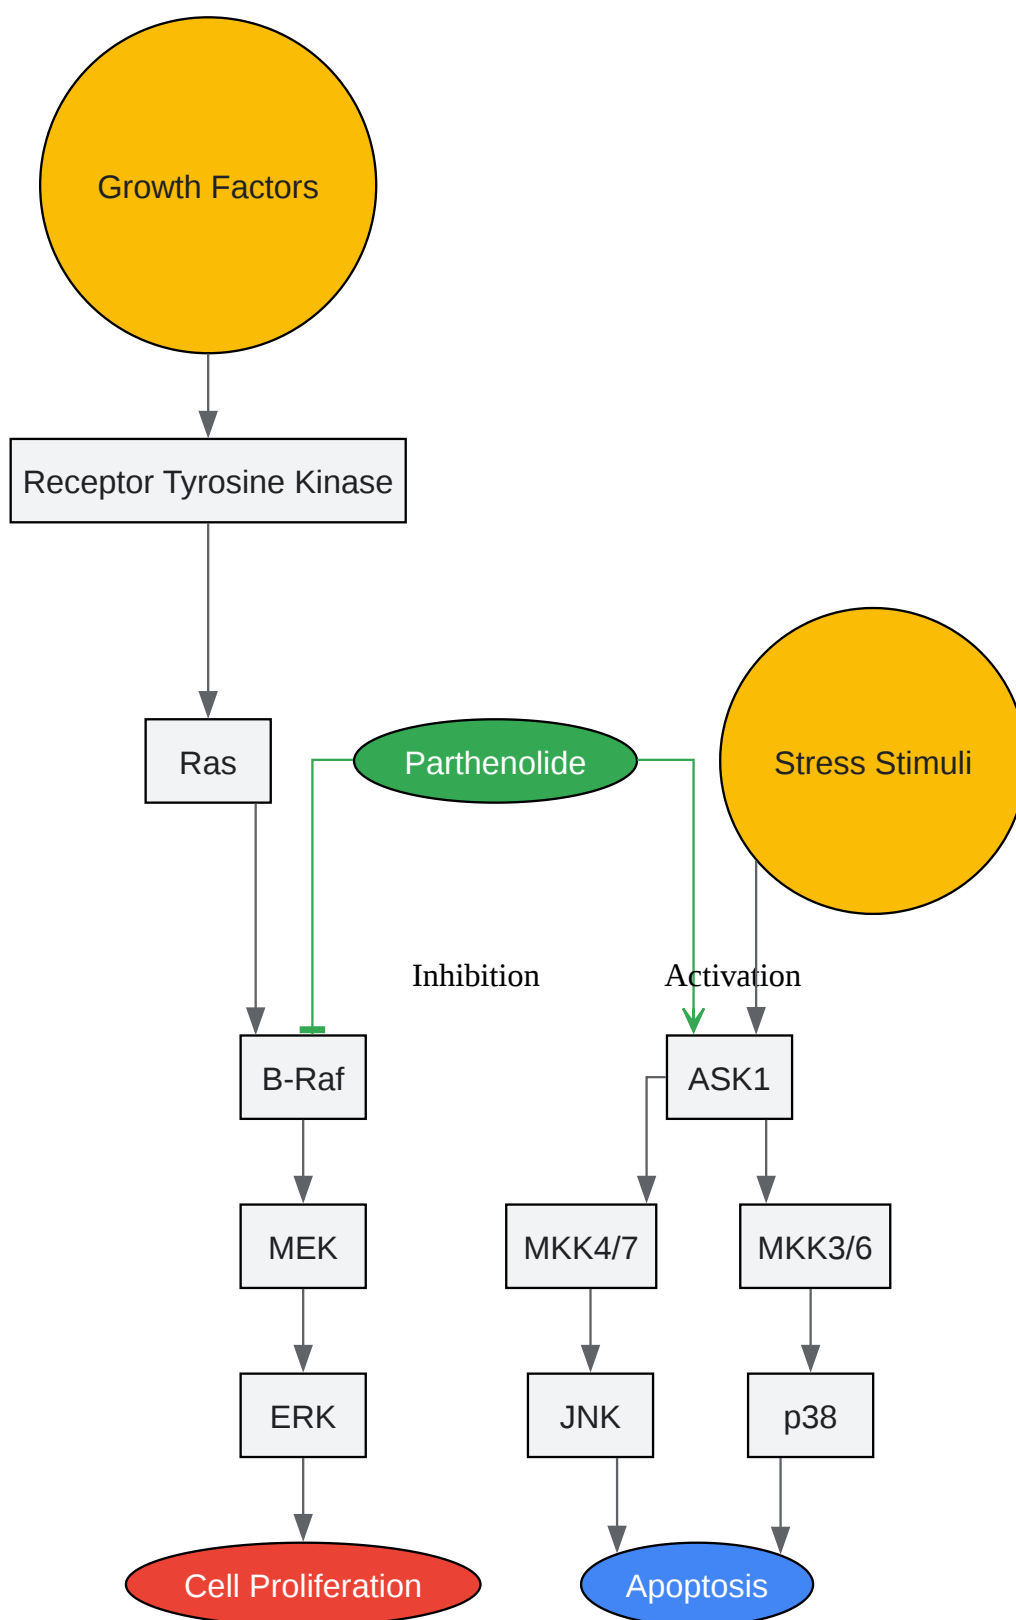 Growth Factors
Receptor Tyrosine Kinase
Ras
Parthenolide
Stress Stimuli
Inhibition
Activation
B-Raf
ASK1
MEK
MKK4/7
MKK3/6
ERK
JNK
p38
Cell Proliferation
Apoptosis